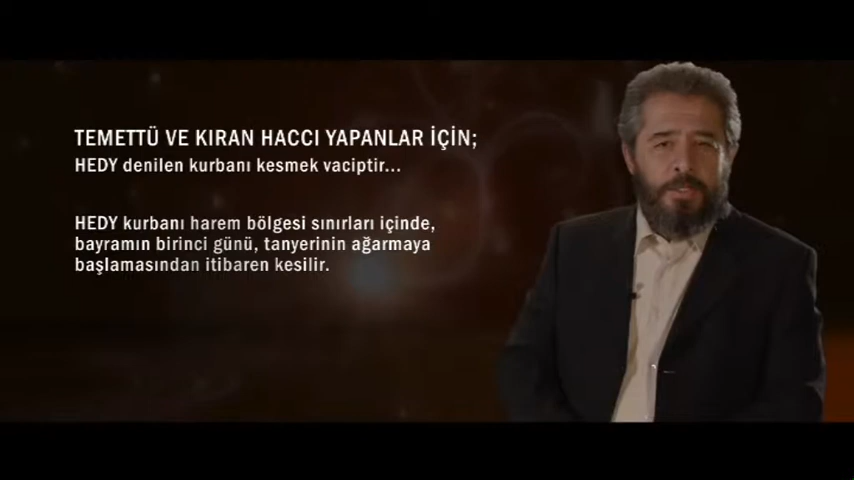 TEMETTÜ VE KIRAN HACCI YAPANLAR İÇİN;
HEDY denilen kurbanı kesmek vaciptir...
HEDY kurbanı harem bölgesi sınırları içinde,
bayramın birinci günü, tanyerinin ağarmaya
başlamasından itibaren kesilir.